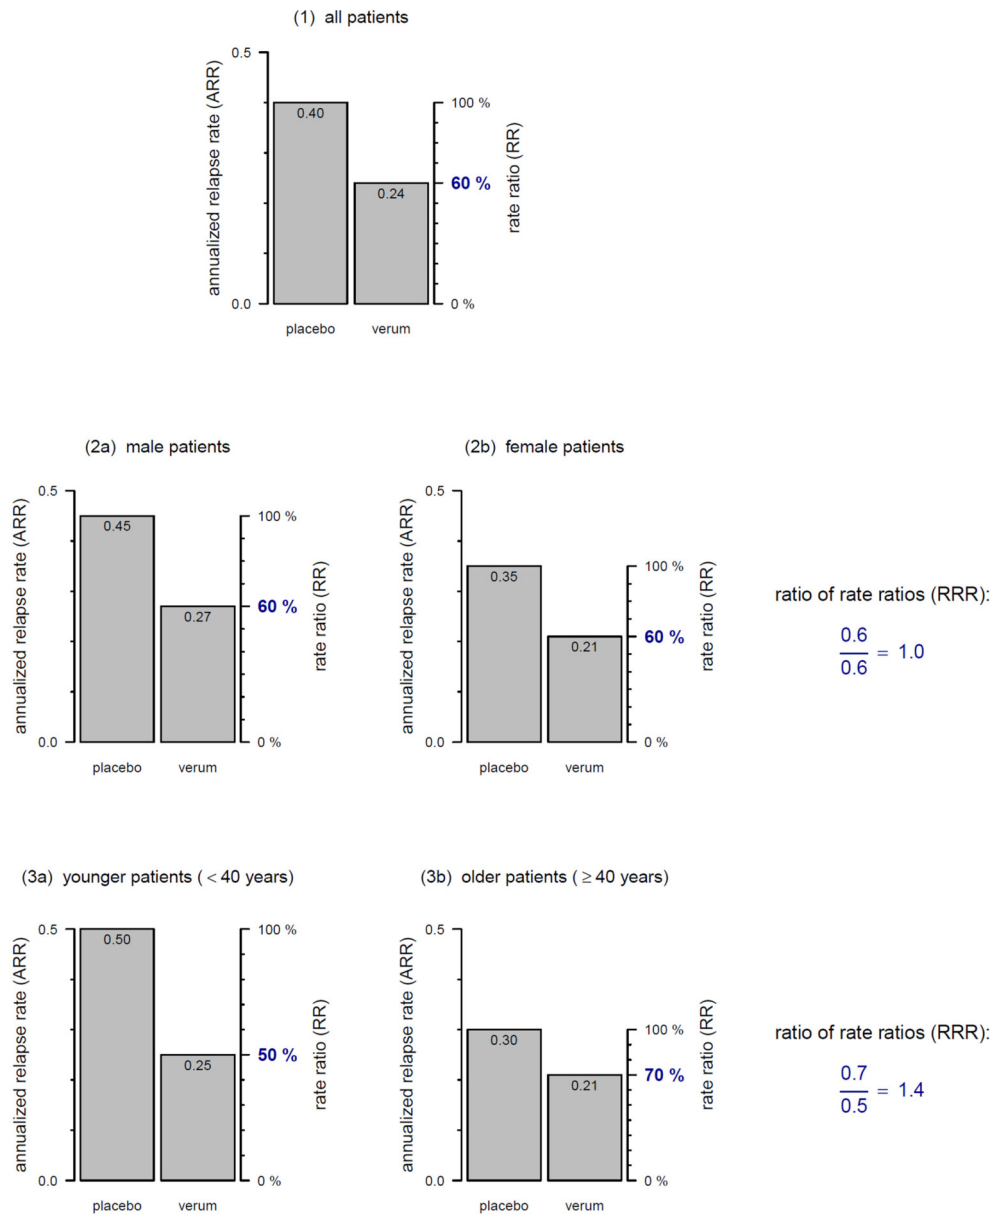 (1) all patients
annualized relapse rate (ARR)
0.5
0.0
0.40
0.24
100 %
60 %
0 %
rate ratio (RR)
placebo
verum
(2a) male patients
annualized relapse rate (ARR)
0.5
0.0
0.45
0.27
100 %
60 %
0 %
rate ratio (RR)
placebo
verum
(2b) female patients
annualized relapse rate (ARR)
0.5
0.0
0.35
0.21
100 %
60 %
0 %
rate ratio (RR)
placebo
verum
ratio of rate ratios (RRR):
0.6
0.6
= 1.0
(3a) younger patients ( < 40 years)
annualized relapse rate (ARR)
0.5
0.0
0.50
0.25
100 %
50 %
0 %
rate ratio (RR)
placebo
verum
(3b) older patients ( ≥ 40 years)
annualized relapse rate (ARR)
0.5
0.0
0.30
0.21
100 %
70 %
0 %
rate ratio (RR)
placebo
verum
ratio of rate ratios (RRR):
0.7
0.5
= 1.4